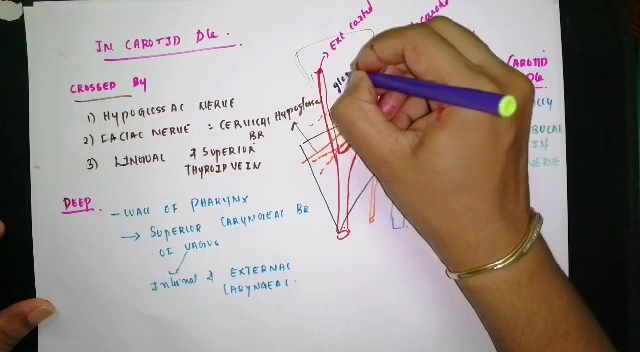 IN CAROTID Δle.
CROSSED By
1) HYPOGLOSSAL NERVE
2) FACIAL NERVE : CERVICAL BR
3) LINGUAL & SUPERIOR THYROID VEIN
DEEP.
- WALL OF PHARYNX
→ SUPERIOR LARYNGEAL BR
OF VAGUS
Internal & EXTERNAL
LARYNGEAL.
Ext carotid
Hypoglossal
CAROTID
Δle
NERVE